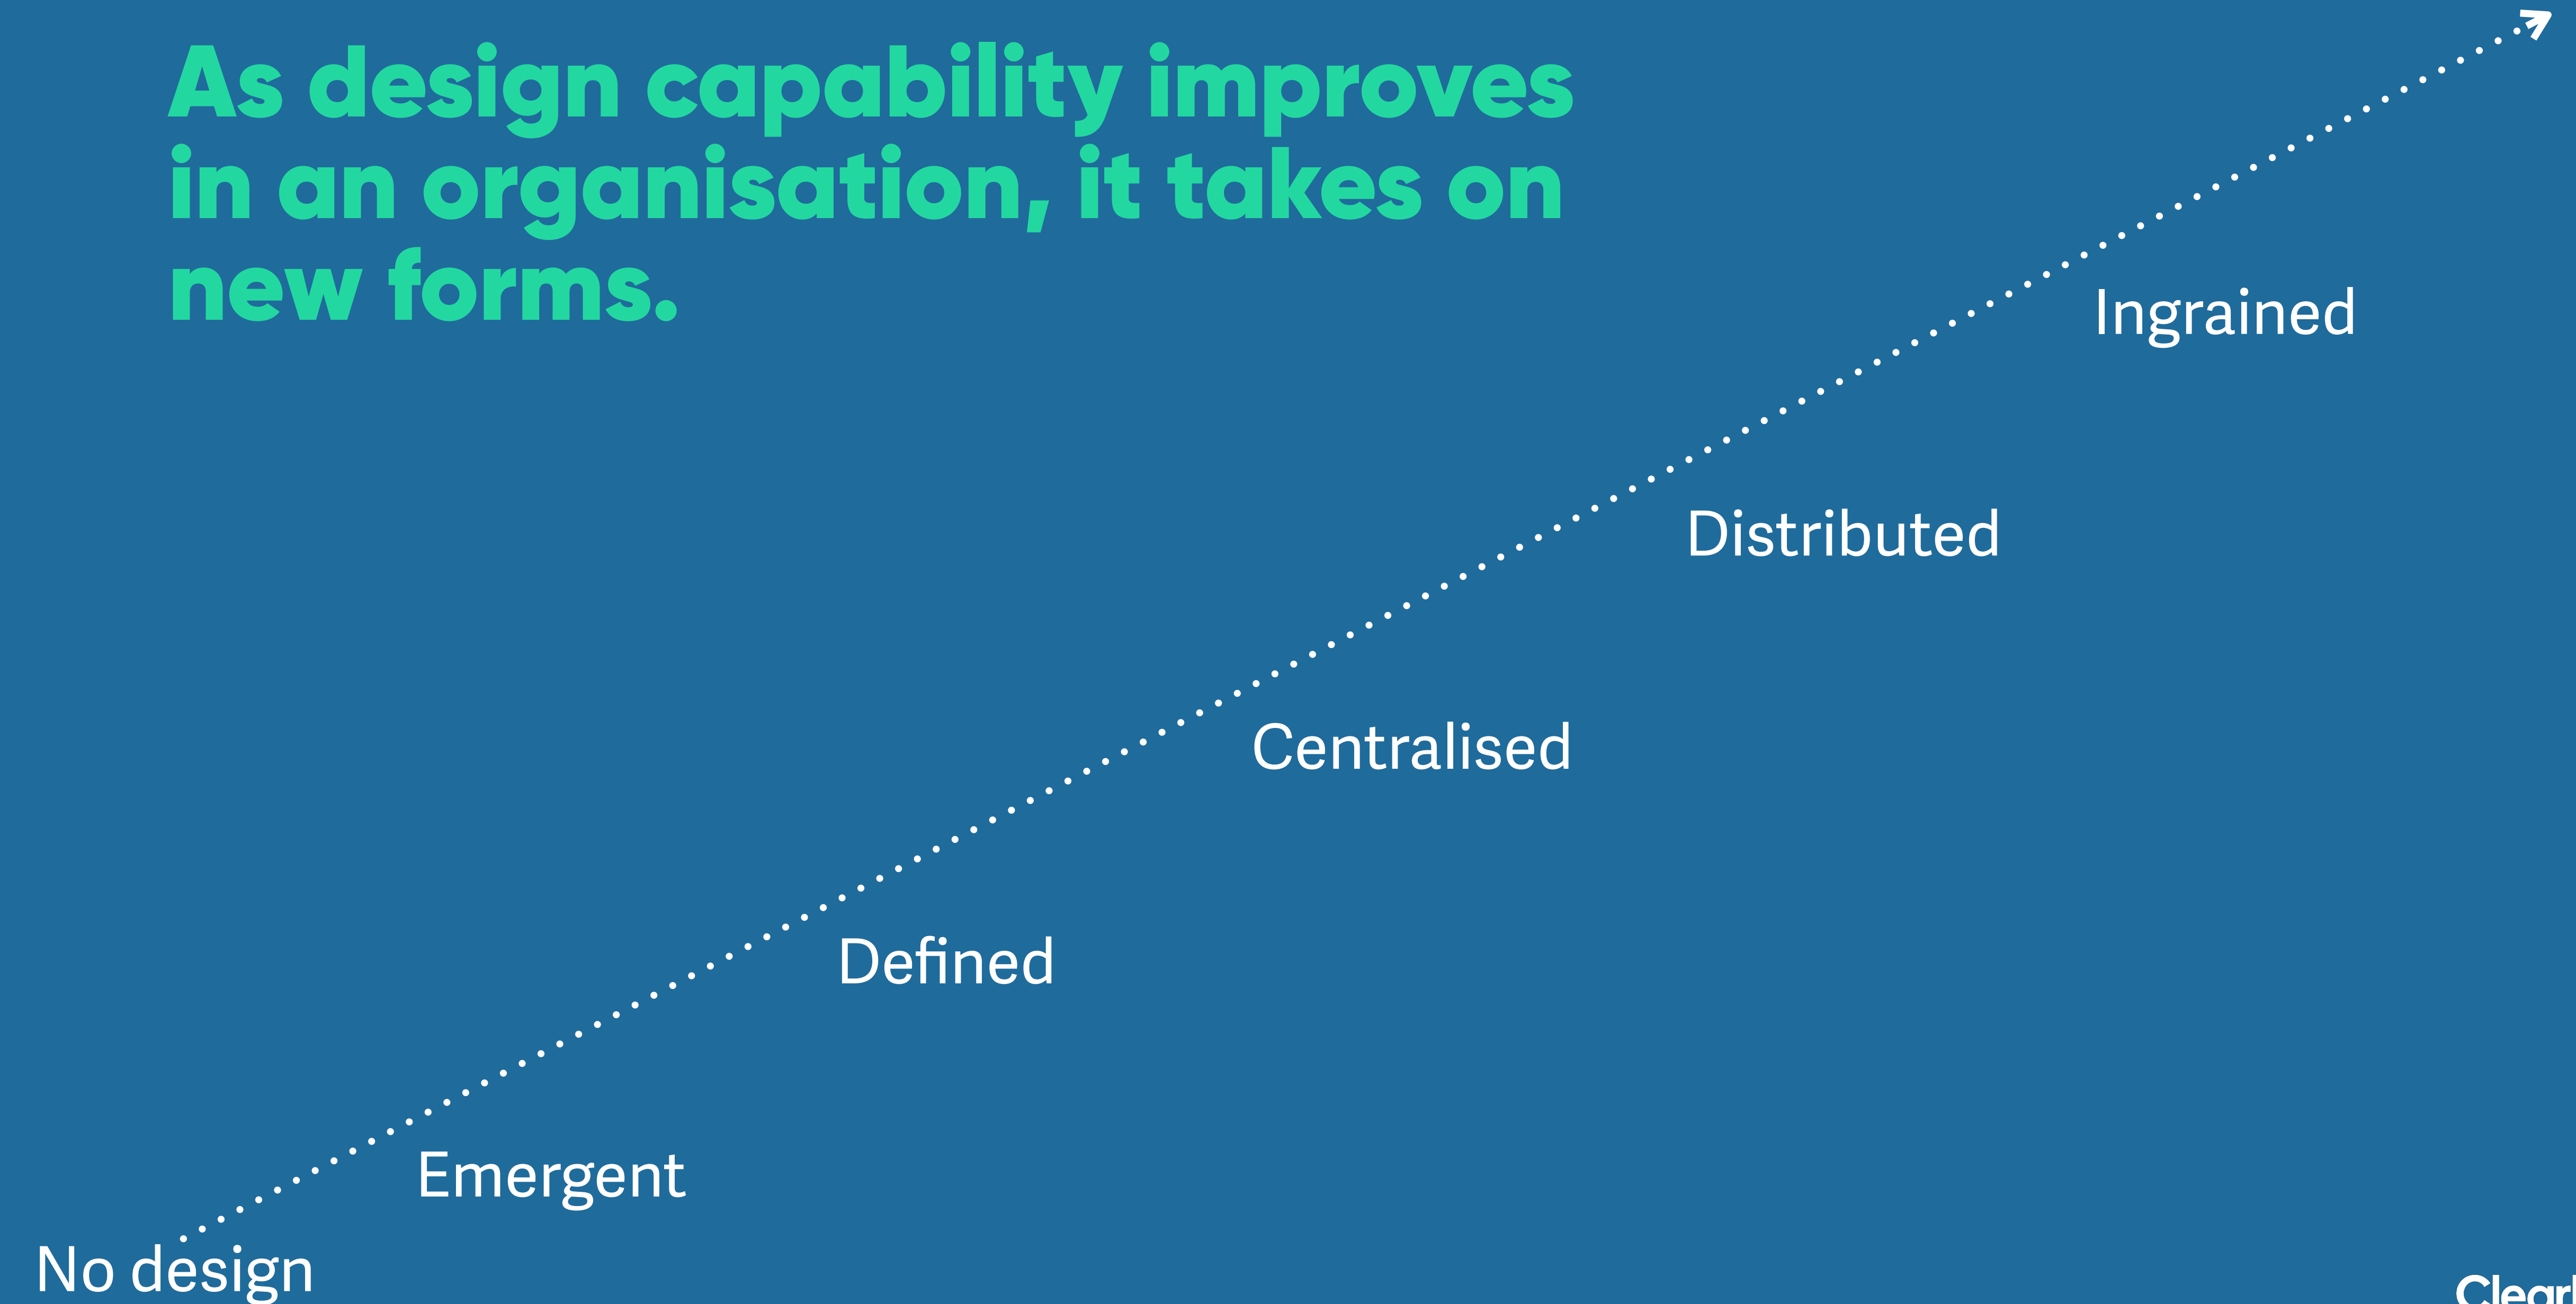 As design capability improves
in an organisation, it takes on
new forms.
Ingrained
Distributed
Centralised
Defined
Emergent
No design